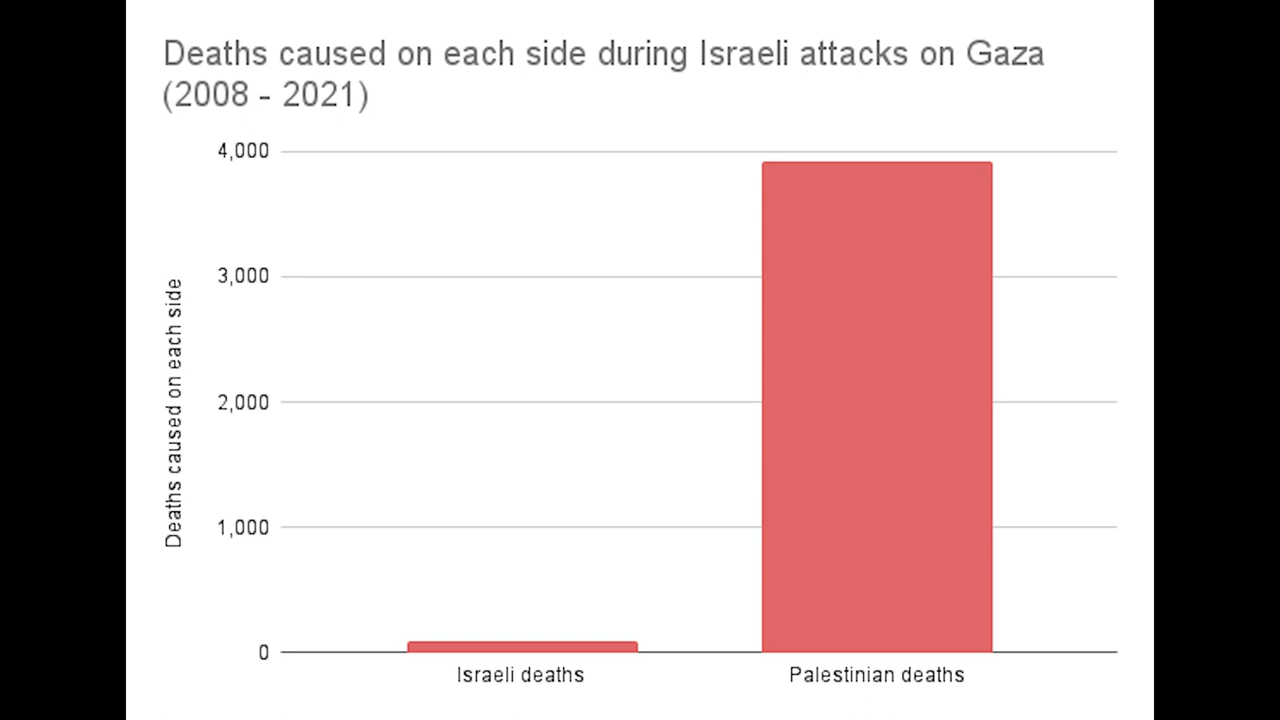 Deaths caused on each side during Israeli attacks on Gaza
(2008 - 2021)
4,000
3,000
2,000
1,000
0
Deaths caused on each side
Israeli deaths
Palestinian deaths